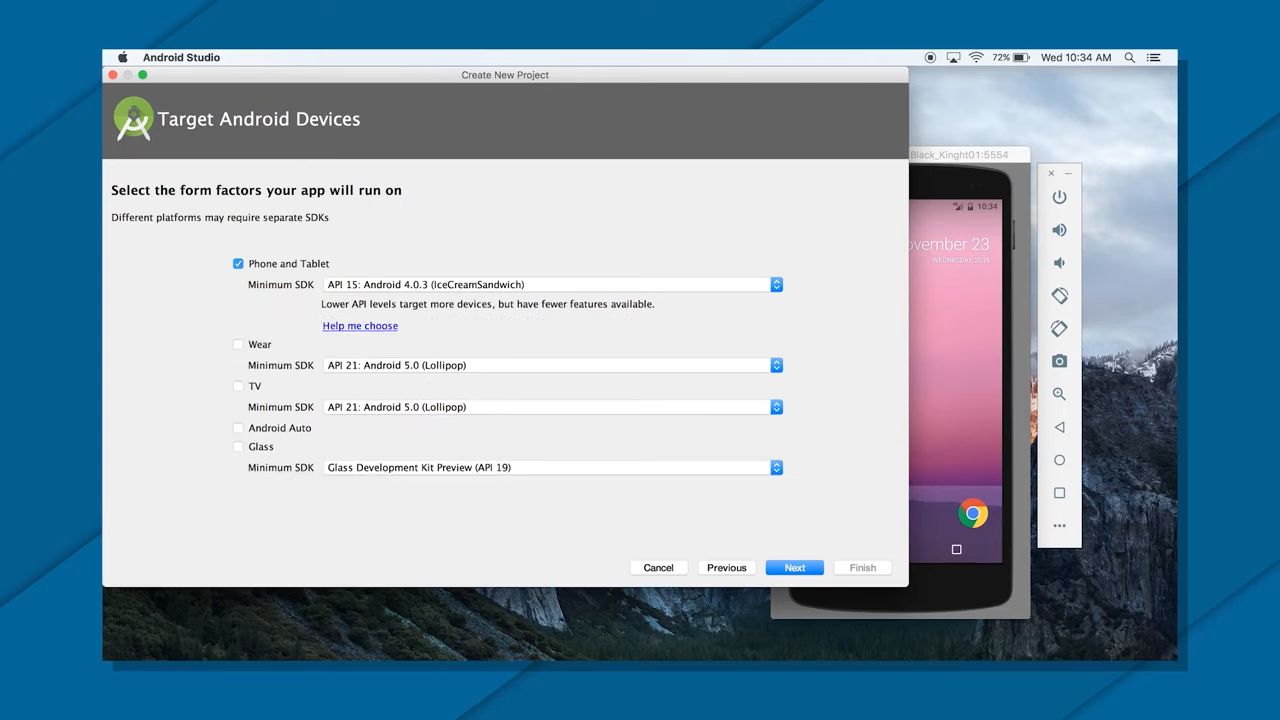 Android Studio
72%
Wed 10:34 AM
Create New Project
Target Android Devices
Black_Kinght01:5554
Select the form factors your app will run on
Different platforms may require separate SDKs
10:34
ovember 23
WEDNESDAY, 2016
Phone and Tablet
Minimum SDK API 15: Android 4.0.3 (IceCreamSandwich)
Lower API levels target more devices, but have fewer features available.
Help me choose
Wear
Minimum SDK API 21: Android 5.0 (Lollipop)
TV
Minimum SDK API 21: Android 5.0 (Lollipop)
Android Auto
Glass
Minimum SDK Glass Development Kit Preview (API 19)
Cancel Previous Next Finish